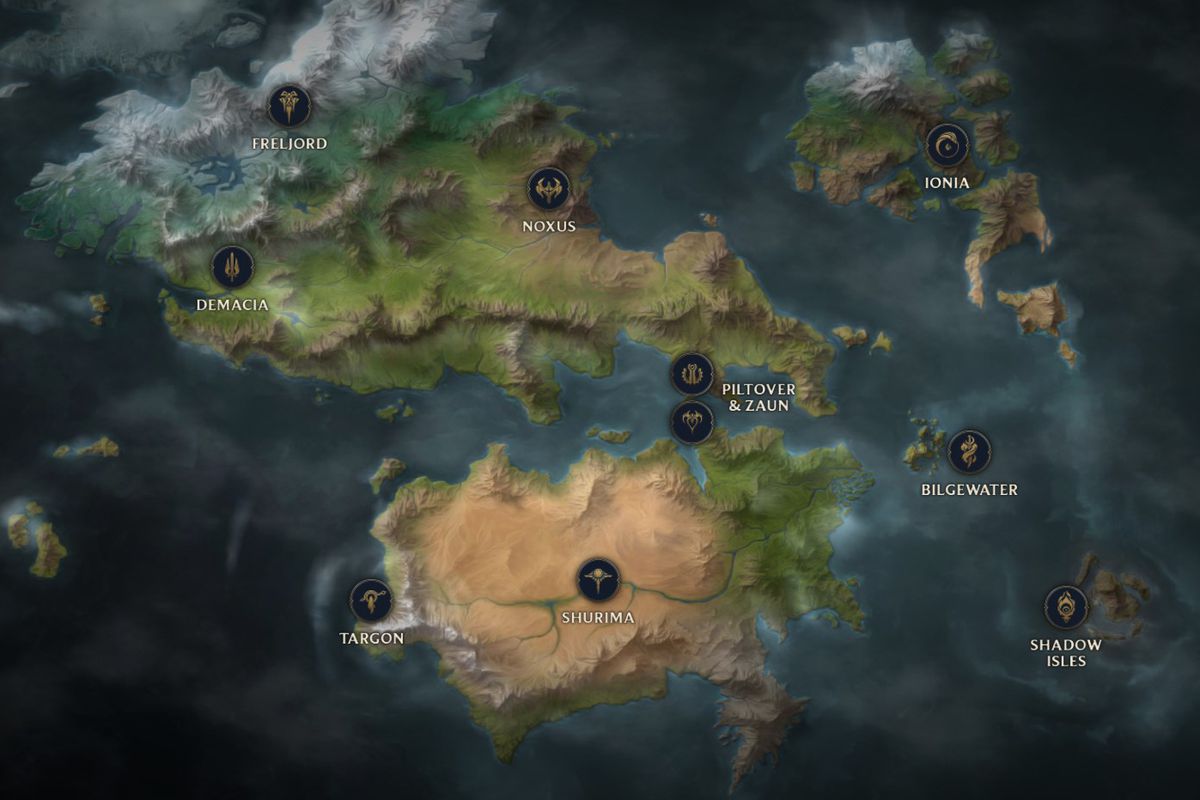 FRELJORD
IONIA
NOXUS
DEMACIA
PILTOVER
& ZAUN
BILGEWATER
SHURIMA
TARGON
SHADOW
ISLES